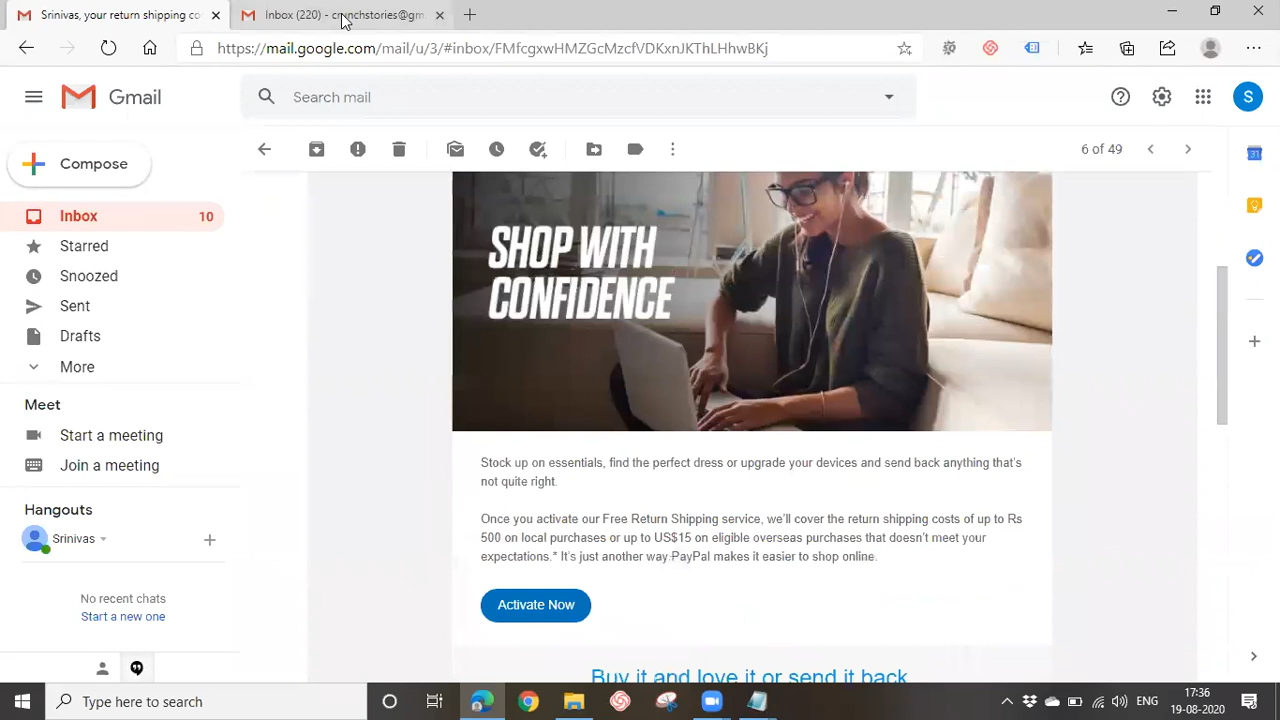 Srinivas, your return shipping co
Inbox (220) - crunchstories@gm
https://mail.google.com/mail/u/3/#inbox/FMfcgxwHMZGcMzcfVDKxnJKThLHhwBKj
Gmail
Search mail
S
Compose
6 of 49
31
Inbox 10
Starred
Snoozed
Sent
Drafts
More
Meet
Start a meeting
Join a meeting
Hangouts
Srinivas
No recent chats
Start a new one
SHOP WITH
CONFIDENCE
Stock up on essentials, find the perfect dress or upgrade your devices and send back anything that's
not quite right.
Once you activate our Free Return Shipping service, we'll cover the return shipping costs of up to Rs
500 on local purchases or up to US$15 on eligible overseas purchases that doesn't meet your
expectations.* It's just another way PayPal makes it easier to shop online.
Activate Now
Buy it and love it or send it back
Type here to search
ENG
17:36
19-08-2020